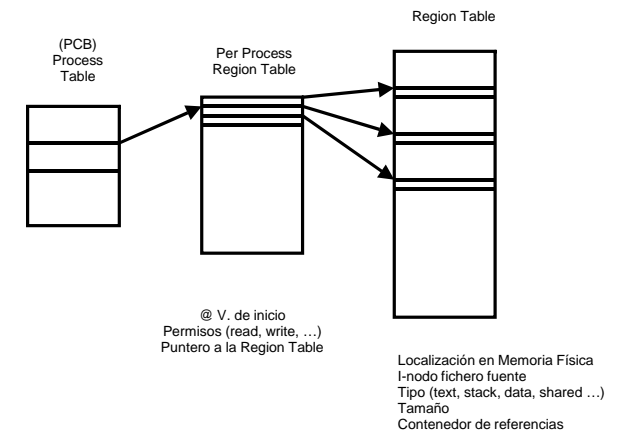 Region Table
(PCB)
Process
Table
Per Process
Region Table
@ V. de inicio
Permisos (read, write, …)
Puntero a la Region Table
Localización en Memoria Física
I-nodo fichero fuente
Tipo (text, stack, data, shared …)
Tamaño
Contenedor de referencias